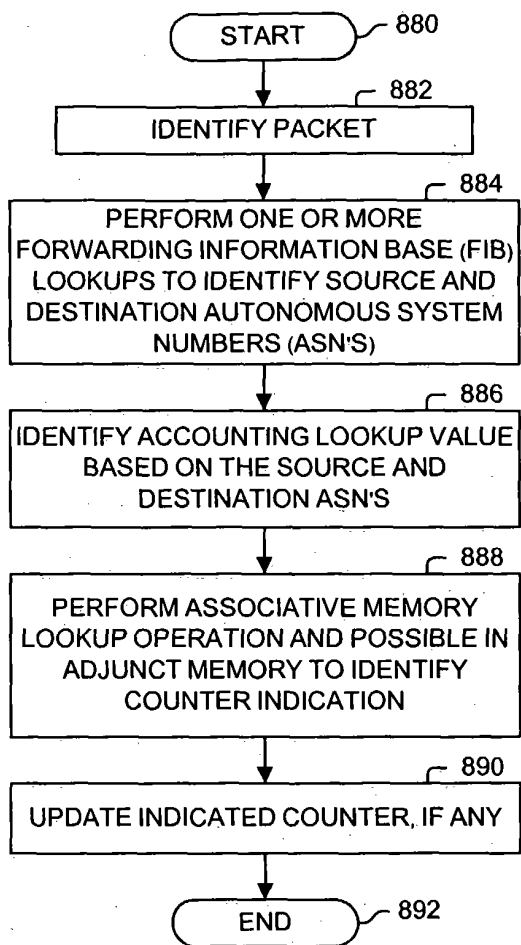 START
880
882
IDENTIFY PACKET
884
PERFORM ONE OR MORE
FORWARDING INFORMATION BASE (FIB)
LOOKUPS TO IDENTIFY SOURCE AND
DESTINATION AUTONOMOUS SYSTEM
NUMBERS (ASN'S)
886
IDENTIFY ACCOUNTING LOOKUP VALUE
BASED ON THE SOURCE AND
DESTINATION ASN'S
888
PERFORM ASSOCIATIVE MEMORY
LOOKUP OPERATION AND POSSIBLE IN
ADJUNCT MEMORY TO IDENTIFY
COUNTER INDICATION
890
UPDATE INDICATED COUNTER, IF ANY
END
892